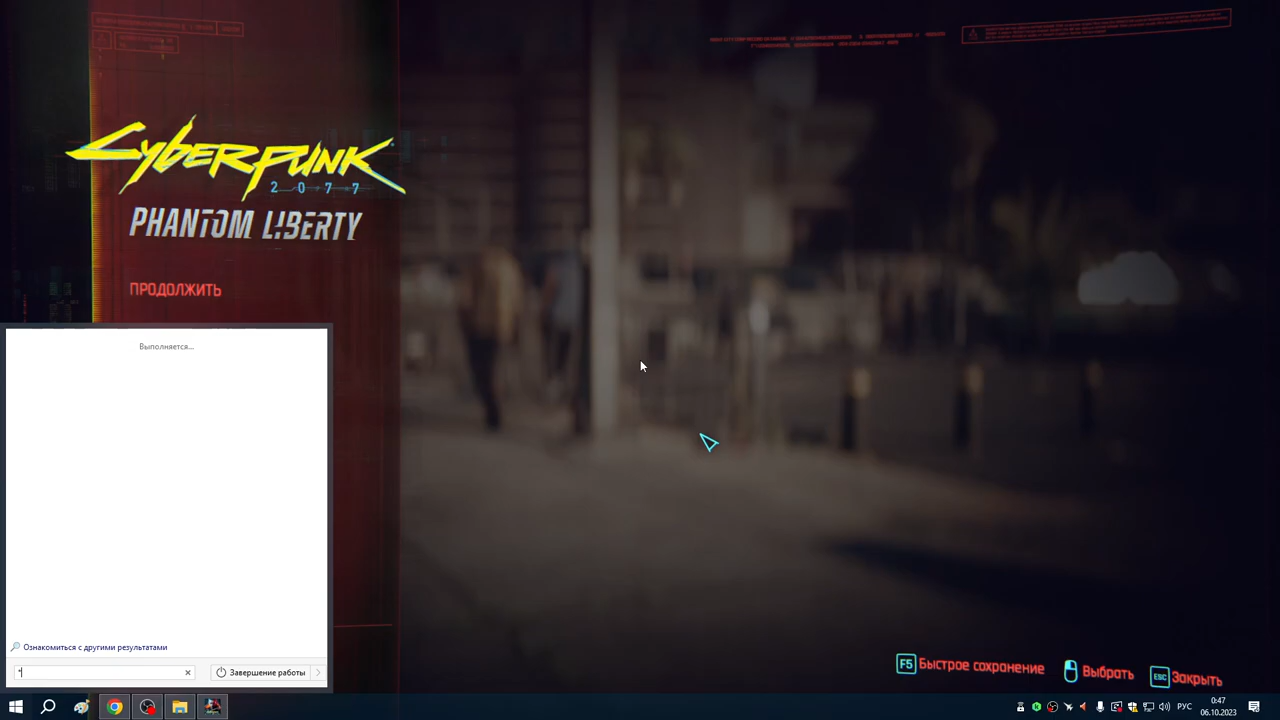 CYBERPUNK
2077
PHANTOM LIBERTY
ПРОДОЛЖИТЬ
Выполняется...
Ознакомиться с другими результатами
Завершение работы
F5 Быстрое сохранение
Выбрать
ESC Закрыть
РУС
0:47
06.10.2023